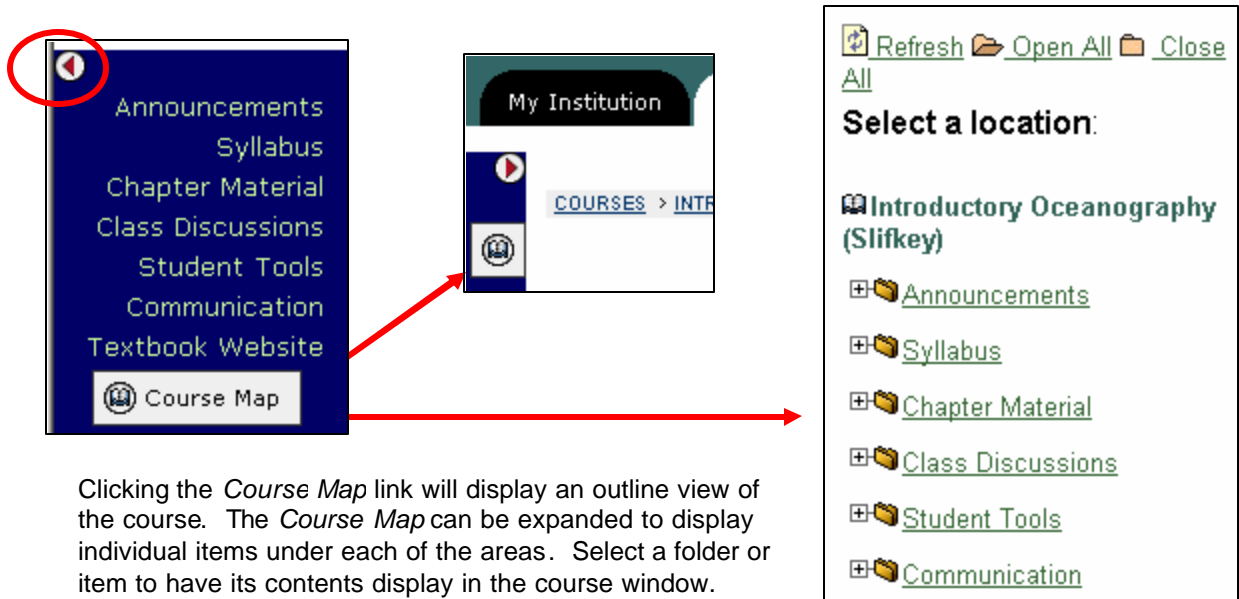 Announcements
Syllabus
Chapter Material
Class Discussions
Student Tools
Communication
Textbook Website
Course Map
My Institution
COURSES > INTR
Refresh Open All Close
All
Select a location:
Introductory Oceanography
(Slifkey)
Announcements
Syllabus
Chapter Material
Class Discussions
Student Tools
Communication
Clicking the Course Map link will display an outline view of
the course. The Course Map can be expanded to display
individual items under each of the areas. Select a folder or
item to have its contents display in the course window.